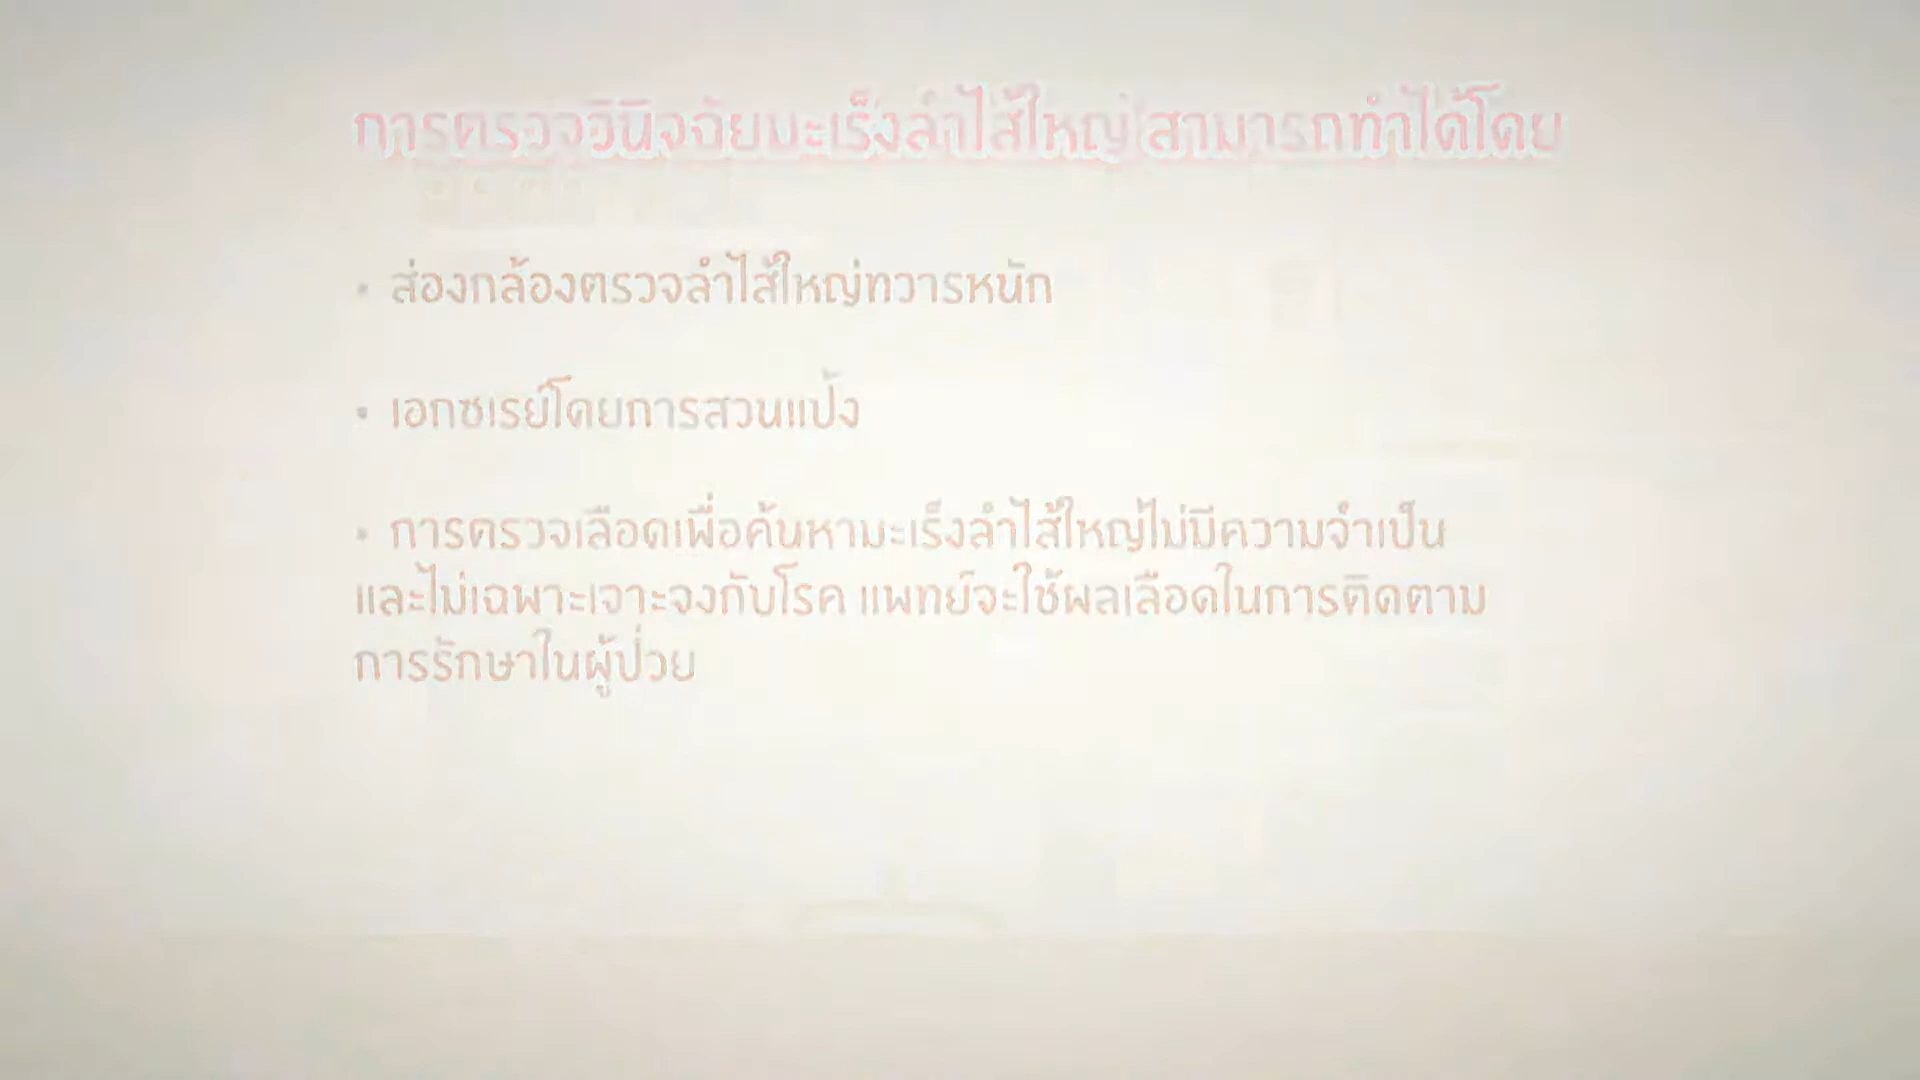 การตรวจวินิจฉัยมะเร็งลำไส้ใหญ่ สามารถทำได้โดย
• ส่องกล้องตรวจลำไส้ใหญ่ทวารหนัก
• เอกซเรย์โดยการสวนแป้ง
• การตรวจเลือดเพื่อค้นหามะเร็งลำไส้ใหญ่ไม่มีความจำเป็น
และไม่เฉพาะเจาะจงกับโรค แพทย์จะใช้ผลเลือดในการติดตาม
การรักษาในผู้ป่วย